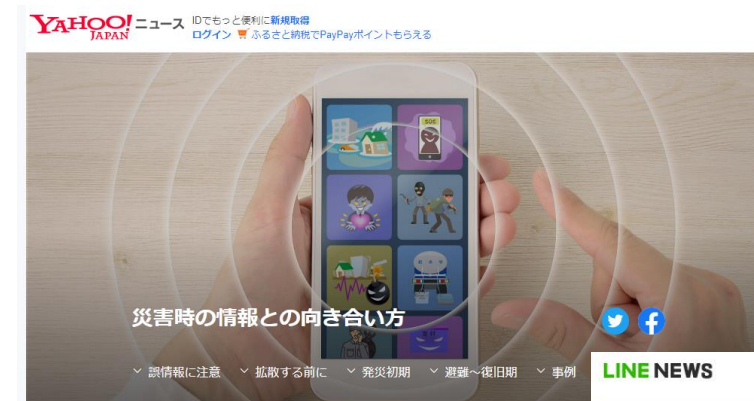 YAHOO! JAPAN ニュース
IDでもっと便利に新規取得
ログイン ふるさと納税でPayPayポイントもらえる
SOS
災害時の情報との向き合い方
誤情報に注意 拡散する前に 発災初期 避難～復旧期 事例
LINE NEWS